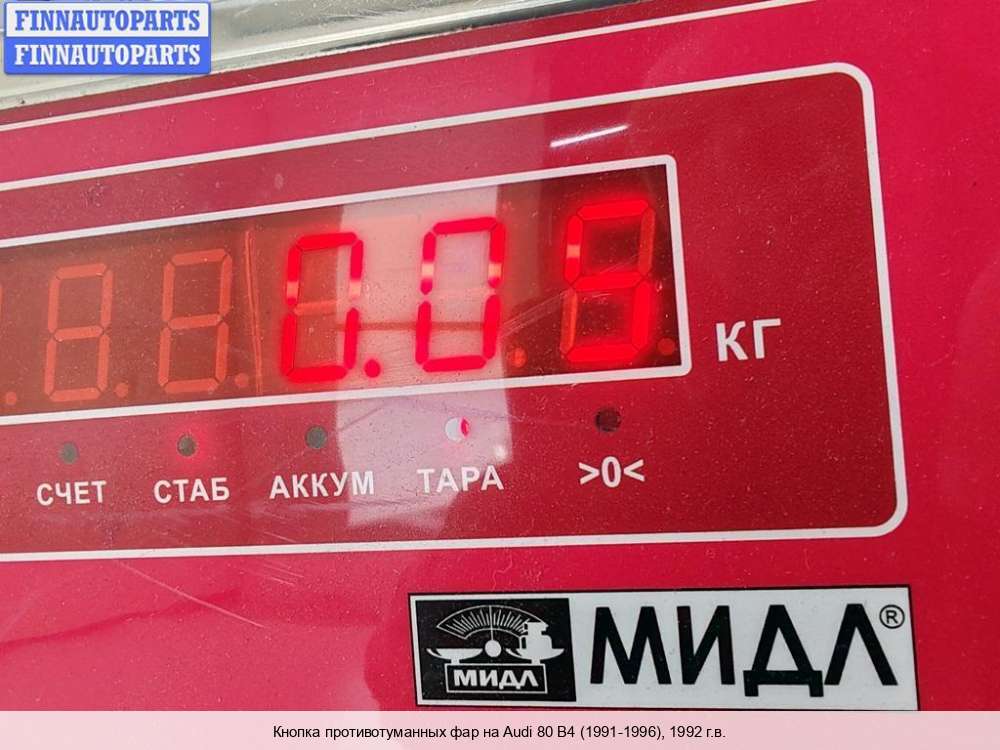 FINNAUTOPARTS
FINNAUTOPARTS
0.05
КГ
СЧЕТ СТАБ АККУМ ТАРА >0<
МИДЛ
МИДЛ®
Кнопка противотуманных фар на Audi 80 B4 (1991-1996), 1992 г.в.